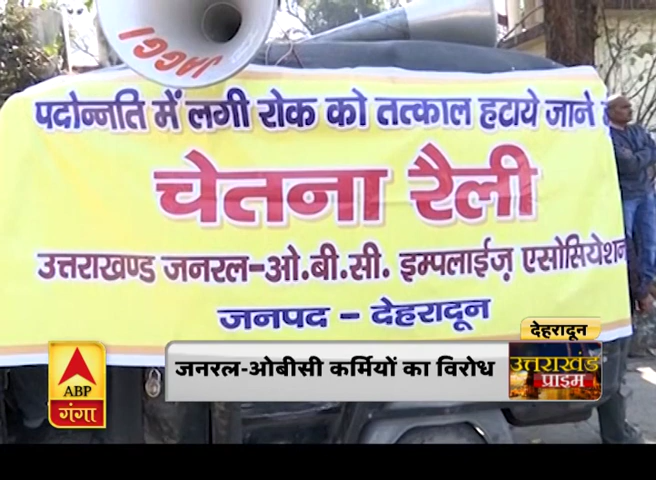 JAGGI
पदोन्नति में लगी रोक को तत्काल हटाये जाने
चेतना रैली
उत्तराखण्ड जनरल-ओ.बी.सी. इम्पलाईज़ एसोसियेशन
जनपद - देहरादून
देहरादून
जनरल-ओबीसी कर्मियों का विरोध
उत्तराखंड
प्राइम
ABP
गंगा